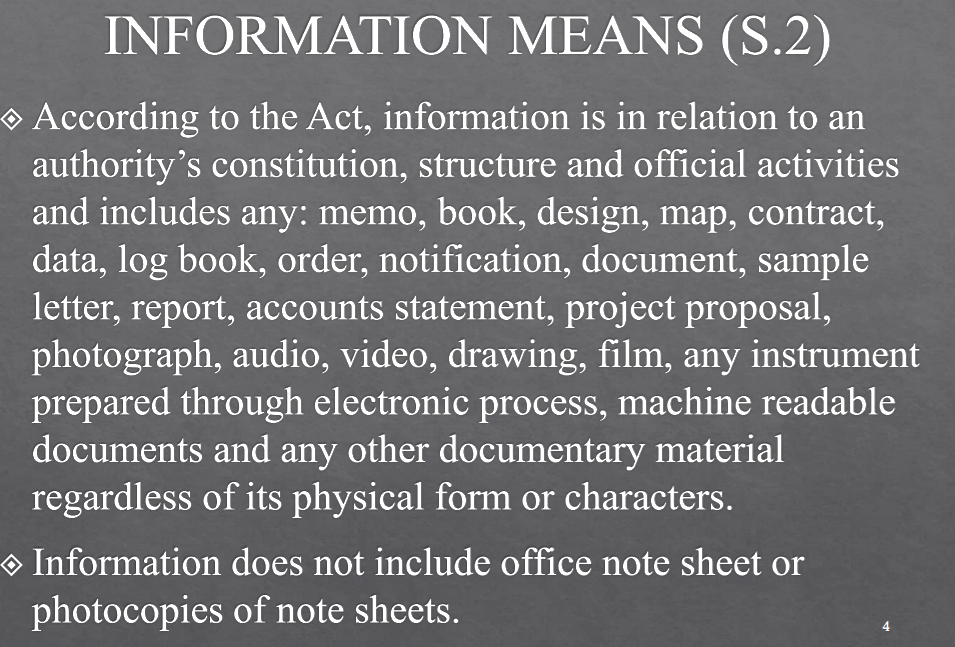 INFORMATION MEANS (S.2)
According to the Act, information is in relation to an
authority’s constitution, structure and official activities
and includes any: memo, book, design, map, contract,
data, log book, order, notification, document, sample
letter, report, accounts statement, project proposal,
photograph, audio, video, drawing, film, any instrument
prepared through electronic process, machine readable
documents and any other documentary material
regardless of its physical form or characters.
Information does not include office note sheet or
photocopies of note sheets.
4